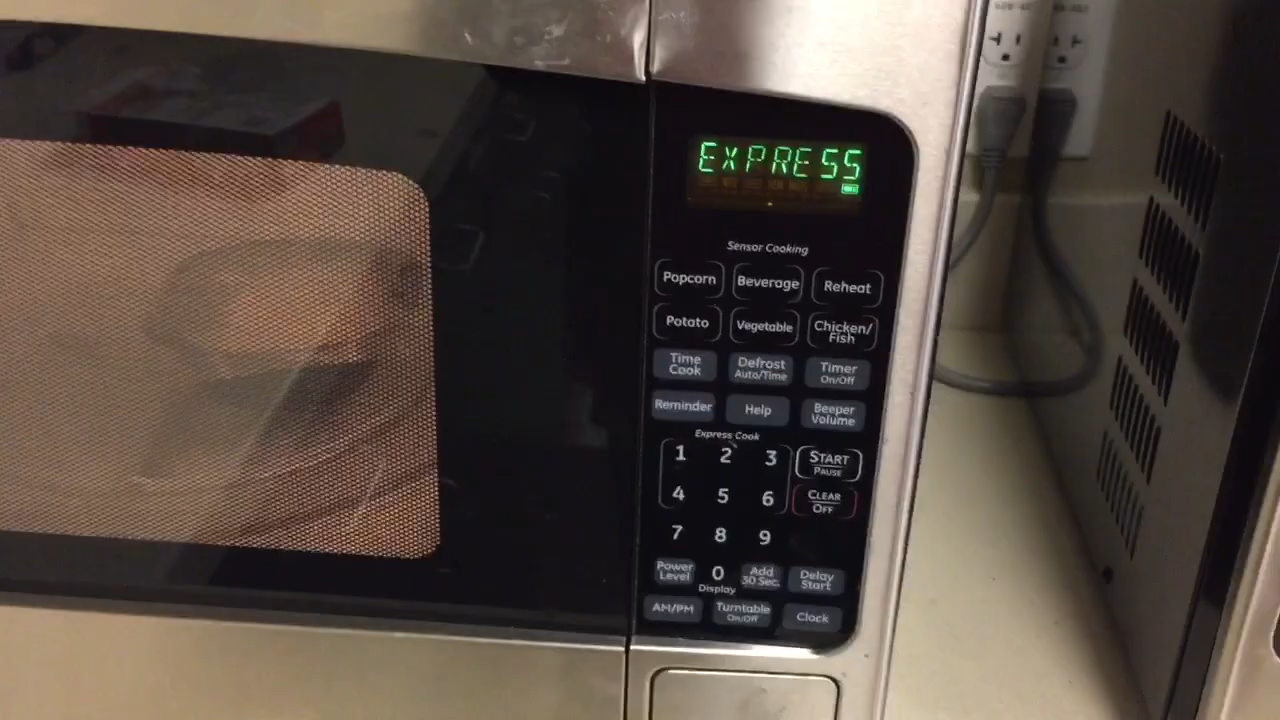 EXPRESS
Sensor Cooking
Popcorn Beverage Reheat
Potato Vegetable Chicken/
Fish
Time
Cook
Defrost
Auto/Time
Timer
On/Off
Reminder Help Beeper
Volume
Express Cook
1 2 3 START
PAUSE
4 5 6 CLEAR
OFF
7 8 9
Power
Level
0
Display
Add
30 Sec.
Delay
Start
AM/PM Turntable
On/Off
Clock